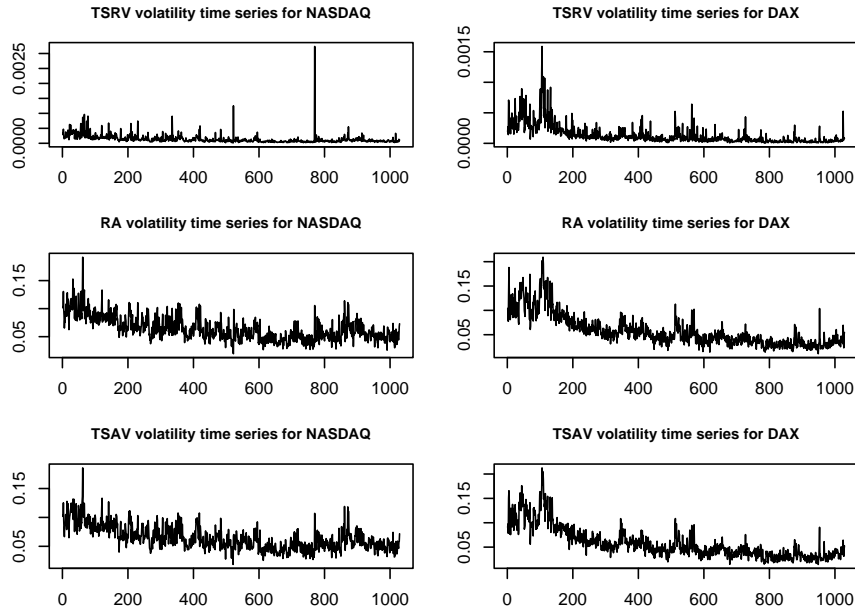 TSRV volatility time series for NASDAQ
0.0025
0.0000
0 200 400 600 800 1000
TSRV volatility time series for DAX
0.0015
0.0000
0 200 400 600 800 1000
RA volatility time series for NASDAQ
0.15
0.05
0 200 400 600 800 1000
RA volatility time series for DAX
0.15
0.05
0 200 400 600 800 1000
TSAV volatility time series for NASDAQ
0.15
0.05
0 200 400 600 800 1000
TSAV volatility time series for DAX
0.15
0.05
0 200 400 600 800 1000